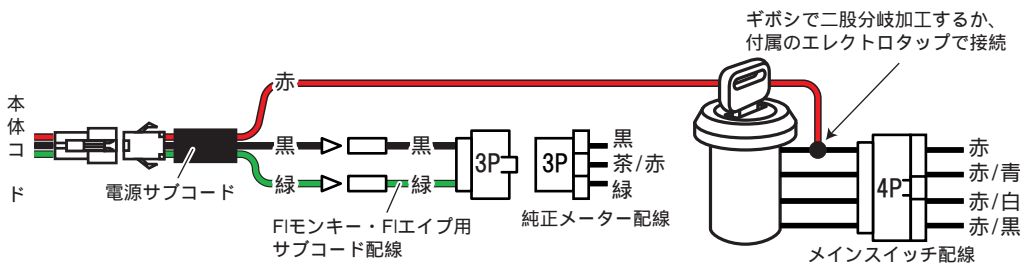 ギボシで二股分岐加工するか、
付属のエレクトロタップで接続
本
体
コ
ド
赤
黒
黒
緑
緑
電源サブコード
FIモンキー・FIエイプ用
サブコード配線
3P
3P
黒
茶/赤
緑
純正メーター配線
4P
赤
赤/青
赤/白
赤/黒
メインスイッチ配線